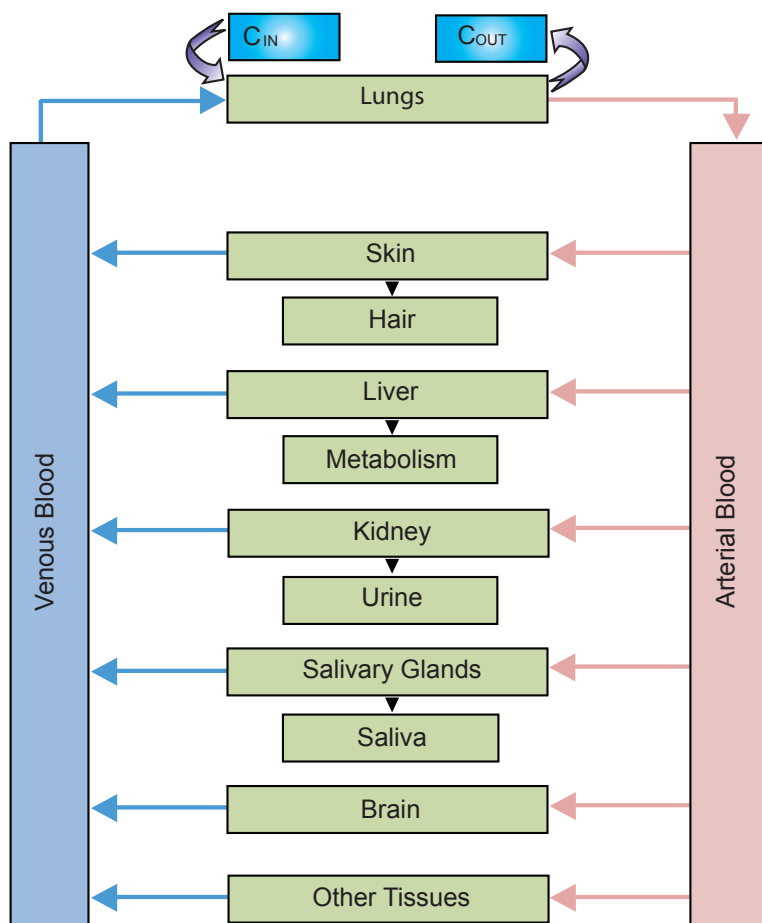 CIN
COUT
Lungs
Skin
Hair
Liver
Metabolism
Kidney
Urine
Salivary Glands
Saliva
Brain
Other Tissues
Venous Blood
Arterial Blood